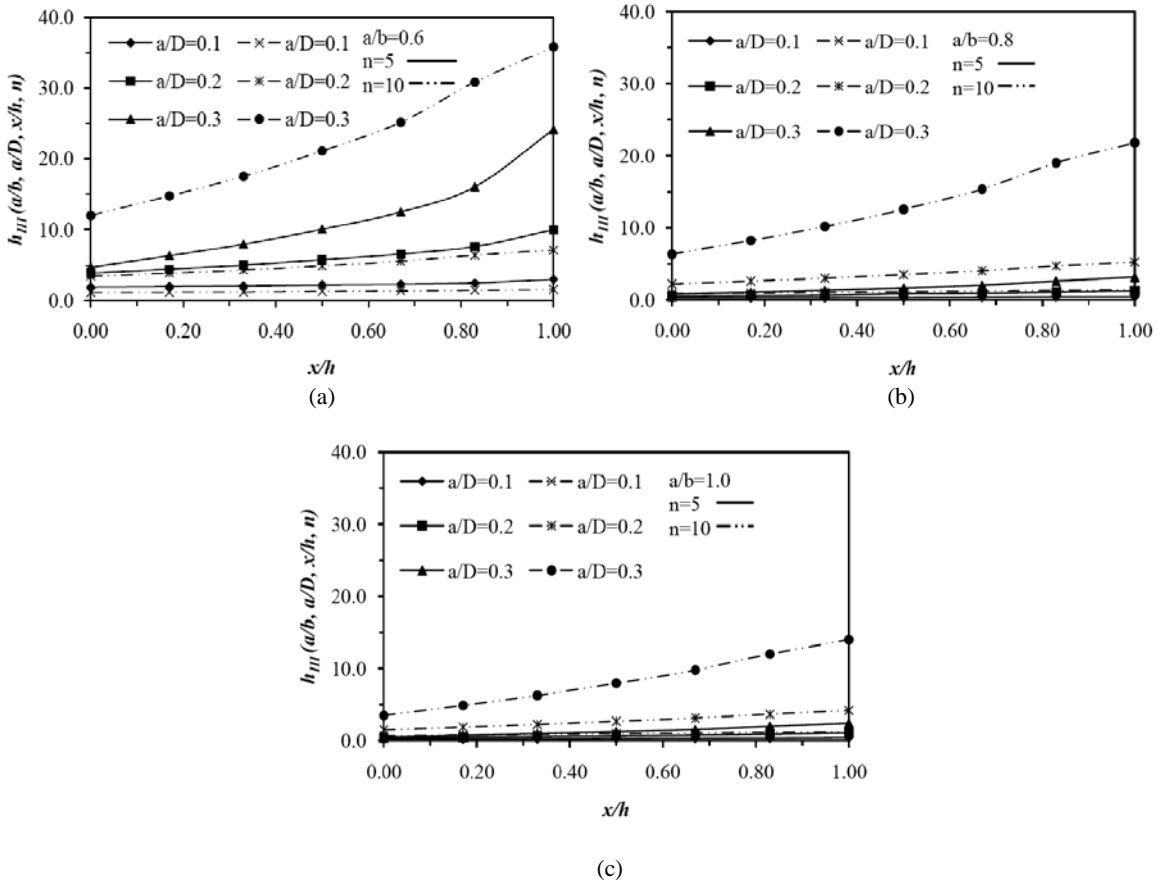 (a)
40.0
30.0
20.0
10.0
0.0
h_III (a/b, a/D, x/h, n)
a/D=0.1 a/D=0.1 a/b=0.6
n=5
a/D=0.2 a/D=0.2 n=10
a/D=0.3 a/D=0.3
0.00 0.20 0.40 0.60 0.80 1.00
x/h
(a)
(b)
40.0
30.0
20.0
10.0
0.0
h_III (a/b, a/D, x/h, n)
a/D=0.1 a/D=0.1 a/b=0.8
n=5
a/D=0.2 a/D=0.2 n=10
a/D=0.3 a/D=0.3
0.00 0.20 0.40 0.60 0.80 1.00
x/h
(b)
40.0
30.0
20.0
10.0
0.0
h_III (a/b, a/D, x/h, n)
a/D=0.1 a/D=0.1 a/b=1.0
n=5
a/D=0.2 a/D=0.2 n=10
a/D=0.3 a/D=0.3
0.00 0.20 0.40 0.60 0.80 1.00
x/h
(c)